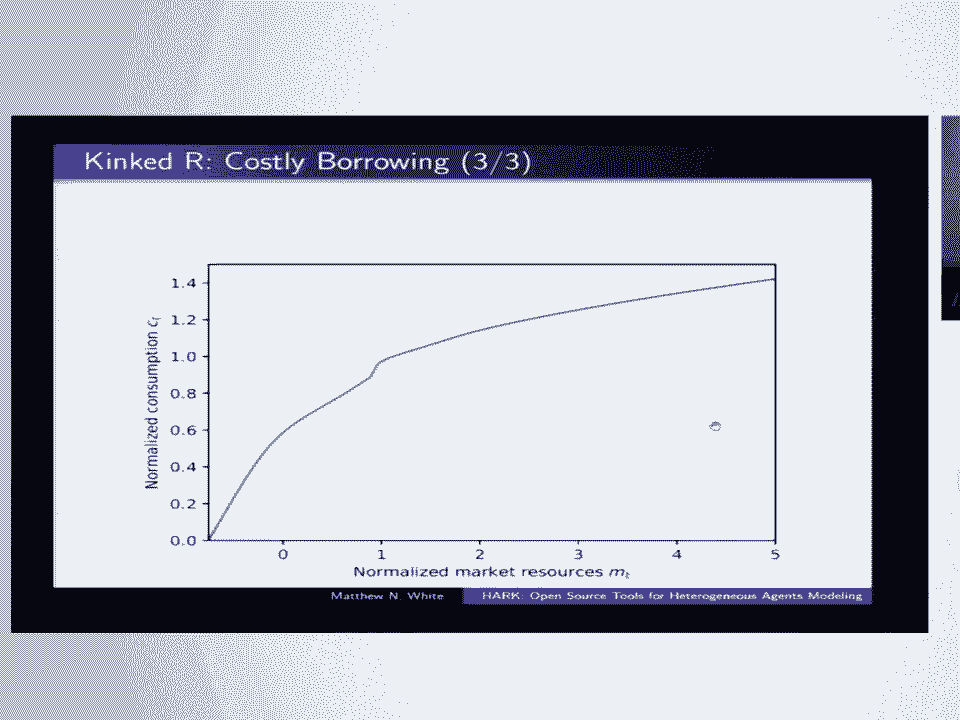 Kinked R: Costly Borrowing (3/3)
Normalized consumption cₜ
1.4
1.2
1.0
0.8
0.6
0.4
0.2
0.0
0 1 2 3 4 5
Normalized market resources mₜ
Matthew N. White HARK: Open Source Tools for Heterogeneous Agents Modeling